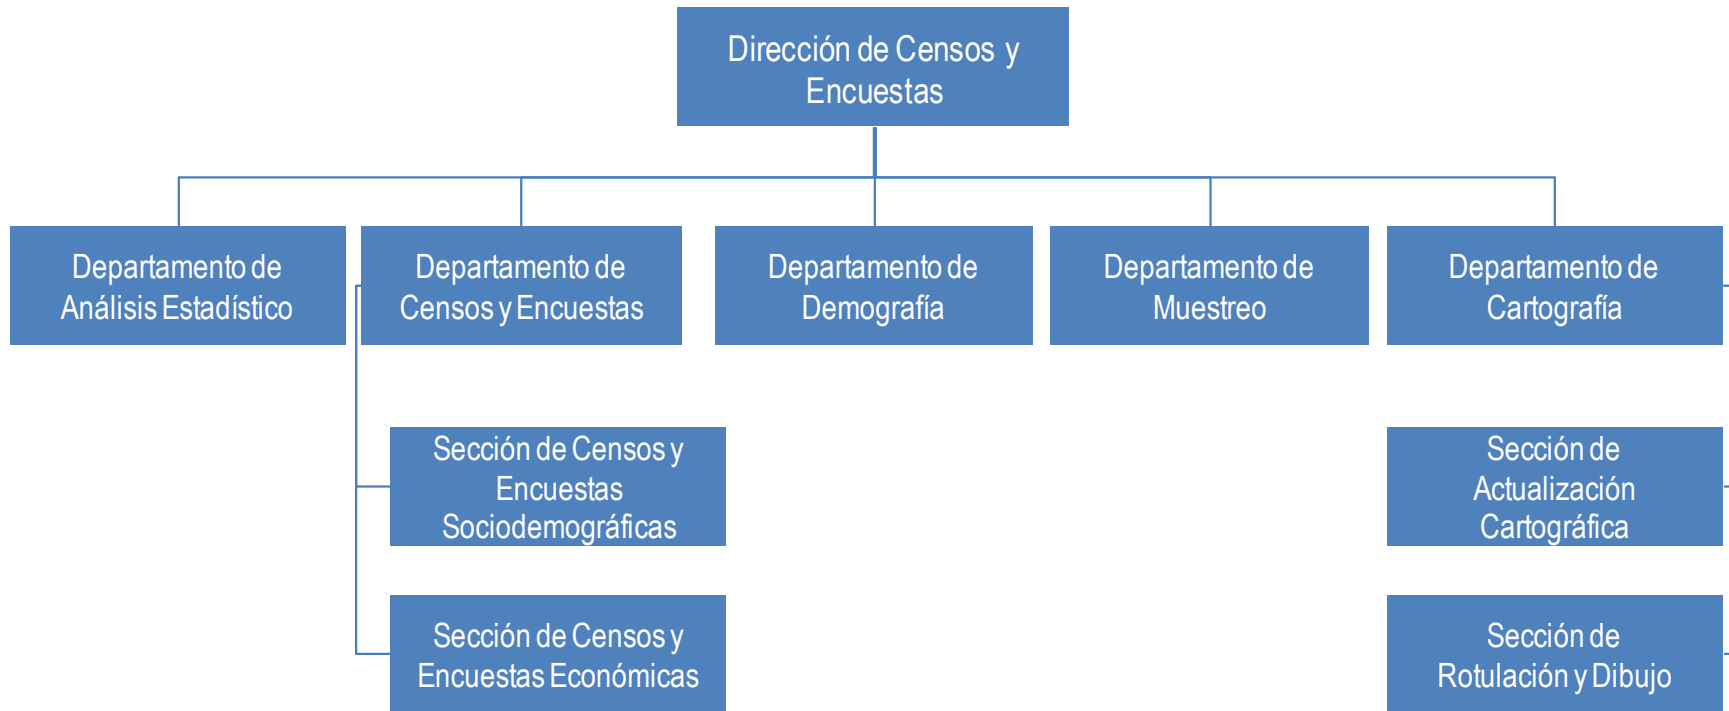 Dirección de Censos y
Encuestas
Departamento de
Análisis Estadístico
Departamento de
Censos y Encuestas
Departamento de
Demografía
Departamento de
Muestreo
Departamento de
Cartografía
Sección de Censos y
Encuestas
Sociodemográficas
Sección de
Actualización
Cartográfica
Sección de Censos y
Encuestas Económicas
Sección de
Rotulación y Dibujo